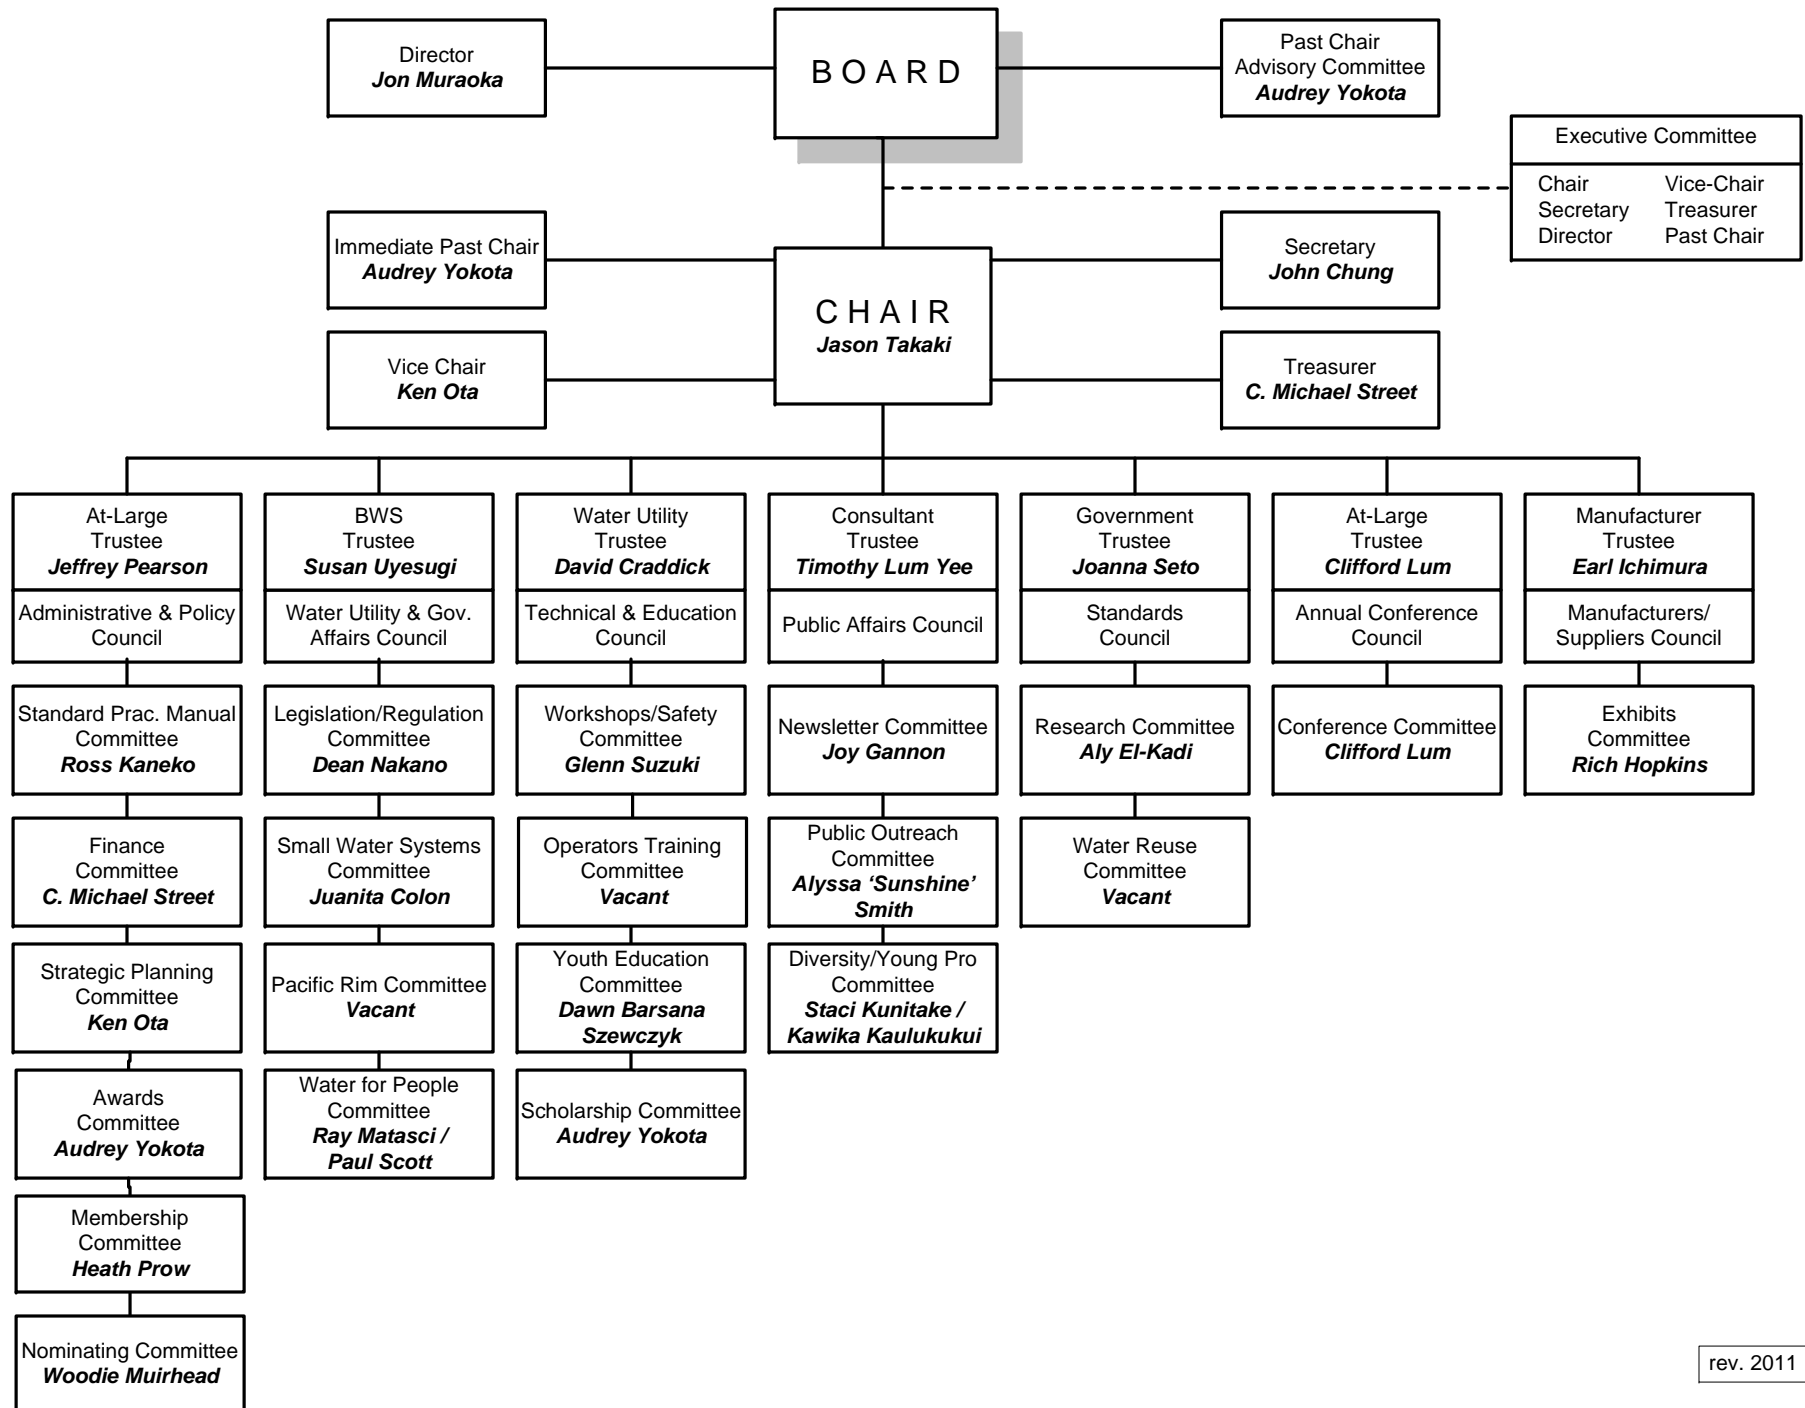 Director
Jon Muraoka
B O A R D
Past Chair
Advisory Committee
Audrey Yokota
Executive Committee
Chair
Vice-Chair
Secretary
Treasurer
Director
Past Chair
Immediate Past Chair
Audrey Yokota
Secretary
John Chung
C H A I R
Jason Takaki
Vice Chair
Ken Ota
Treasurer
C. Michael Street
At-Large
Trustee
Jeffrey Pearson
Administrative & Policy
Council
Standard Prac. Manual
Committee
Ross Kaneko
Finance
Committee
C. Michael Street
Strategic Planning
Committee
Ken Ota
Awards
Committee
Audrey Yokota
Membership
Committee
Heath Prow
Nominating Committee
Woodie Muirhead
BWS
Trustee
Susan Uyesugi
Water Utility & Gov.
Affairs Council
Legislation/Regulation
Committee
Dean Nakano
Small Water Systems
Committee
Juanita Colon
Pacific Rim Committee
Vacant
Water for People
Committee
Ray Matasci /
Paul Scott
Water Utility
Trustee
David Craddick
Technical & Education
Council
Workshops/Safety
Committee
Glenn Suzuki
Operators Training
Committee
Vacant
Youth Education
Committee
Dawn Barsana
Szewczyk
Scholarship Committee
Audrey Yokota
Consultant
Trustee
Timothy Lum Yee
Public Affairs Council
Newsletter Committee
Joy Gannon
Public Outreach
Committee
Alyssa ‘Sunshine’
Smith
Diversity/Young Pro
Committee
Staci Kunitake /
Kawika Kaulukukui
Government
Trustee
Joanna Seto
Standards
Council
Research Committee
Aly El-Kadi
Water Reuse
Committee
Vacant
At-Large
Trustee
Clifford Lum
Annual Conference
Council
Conference Committee
Clifford Lum
Manufacturer
Trustee
Earl Ichimura
Manufacturers/
Suppliers Council
Exhibits
Committee
Rich Hopkins
rev. 2011